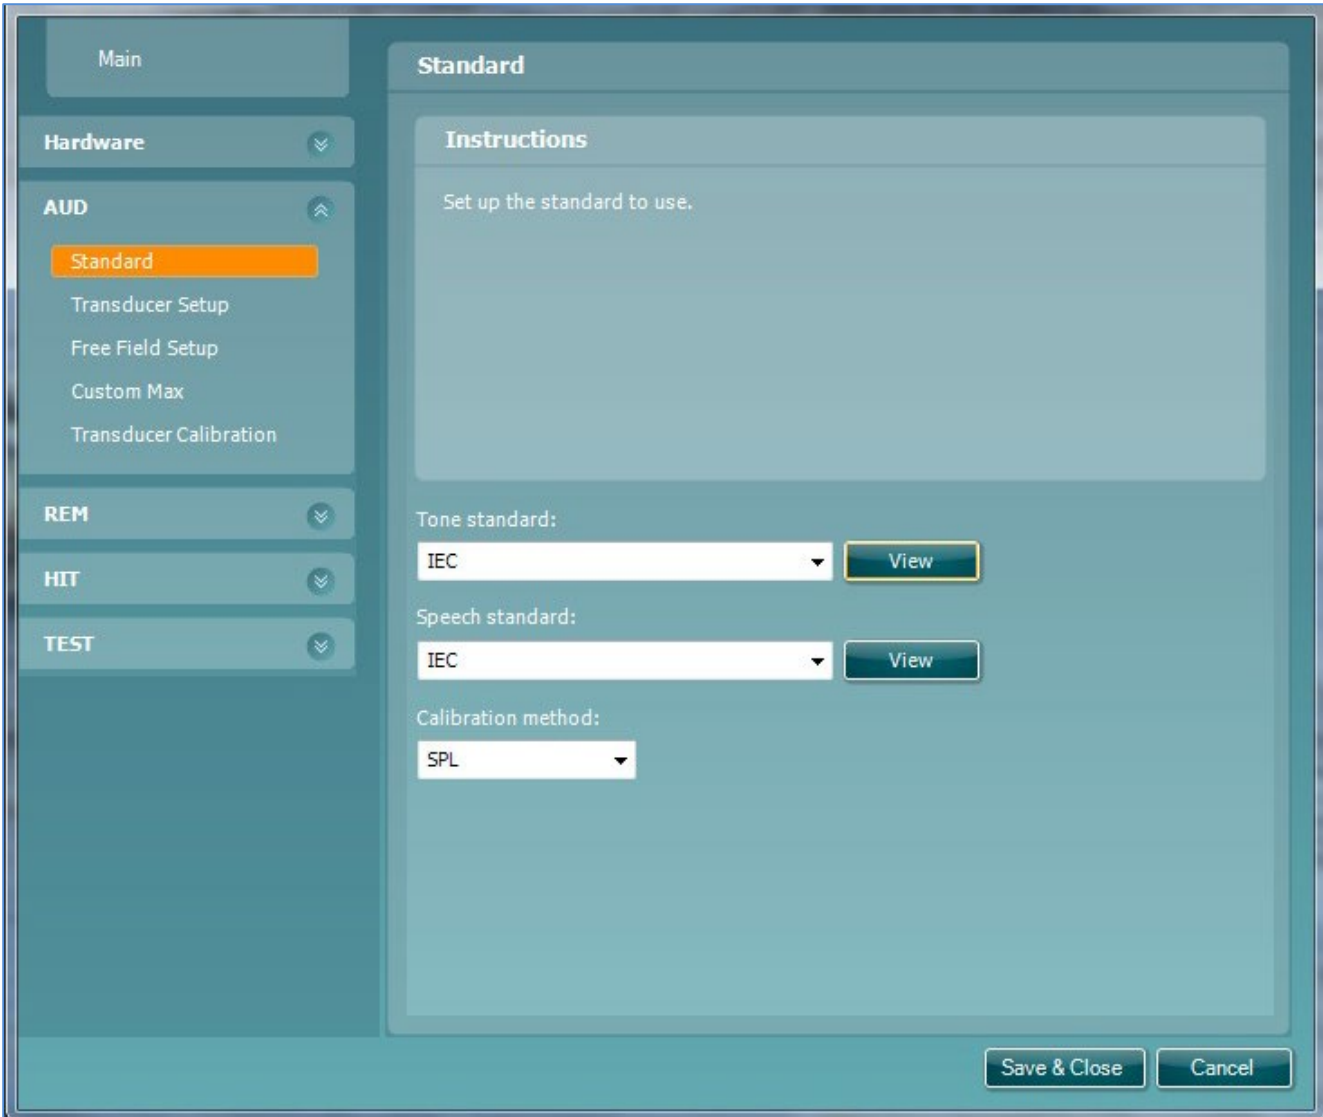 Main
Hardware
AUD
Standard
Transducer Setup
Free Field Setup
Custom Max
Transducer Calibration
REM
HIT
TEST
Standard
Instructions
Set up the standard to use.
Tone standard:
IEC
View
Speech standard:
IEC
View
Calibration method:
SPL
Save & Close
Cancel